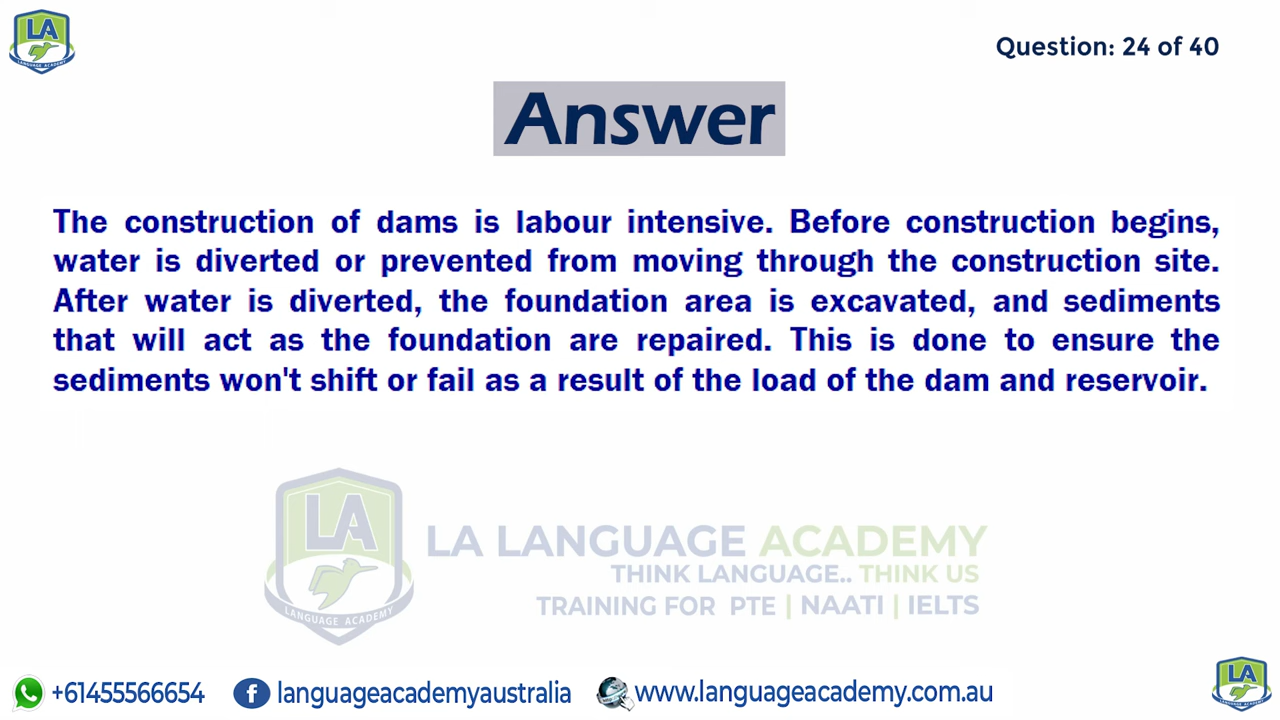 LA
LANGUAGE ACADEMY
Question: 24 of 40
Answer
The construction of dams is labour intensive. Before construction begins,
water is diverted or prevented from moving through the construction site.
After water is diverted, the foundation area is excavated, and sediments
that will act as the foundation are repaired. This is done to ensure the
sediments won't shift or fail as a result of the load of the dam and reservoir.
LA
LANGUAGE ACADEMY
LA LANGUAGE ACADEMY
THINK LANGUAGE.. THINK US
TRAINING FOR PTE | NAATI | IELTS
+61455566654 languageacademyaustralia www.languageacademy.com.au
LA
LANGUAGE ACADEMY